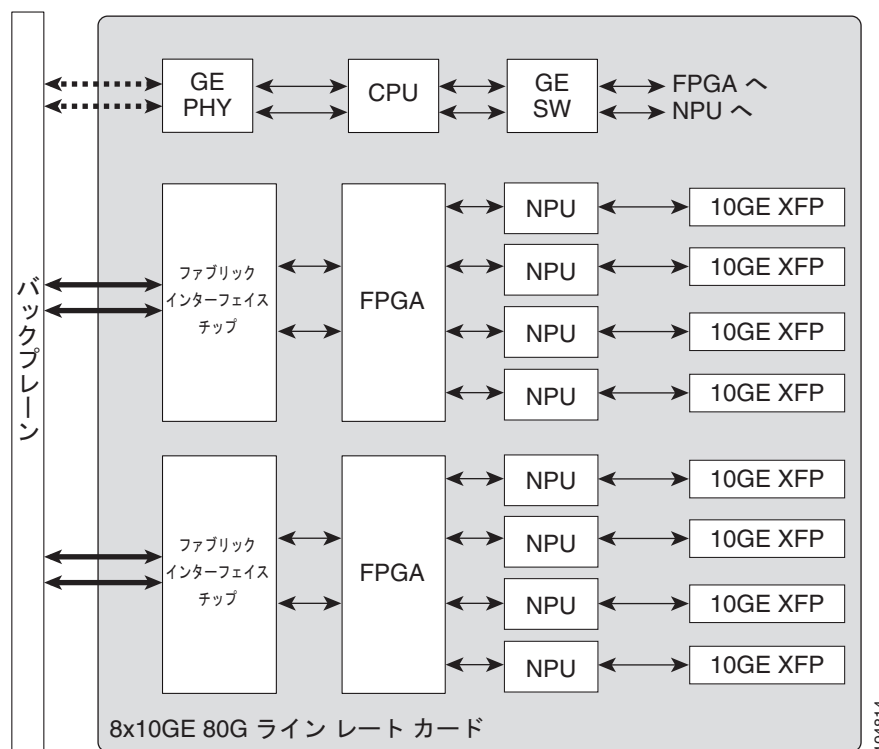 GE
PHY
CPU
GE
SW
FPGA へ
NPU へ
バックプレーン
ファブリック
インターフェイス
チップ
FPGA
NPU
10GE XFP
NPU
10GE XFP
NPU
10GE XFP
NPU
10GE XFP
ファブリック
インターフェイス
チップ
FPGA
NPU
10GE XFP
NPU
10GE XFP
NPU
10GE XFP
NPU
10GE XFP
8x10GE 80G ライン レート カード